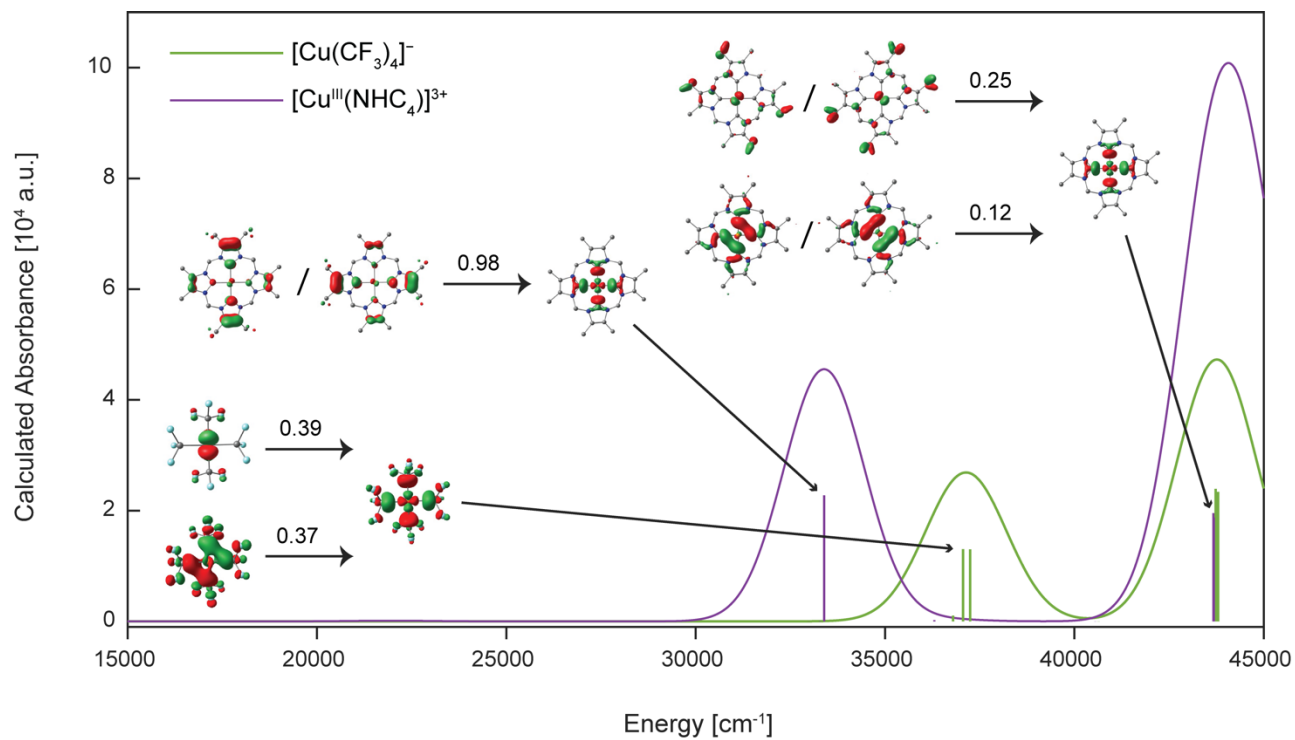 [Cu(CF₃)₄]⁻
[Cuᴵᴵᴵ(NHC₄)]³⁺
0.25
/
0.12
/
0.98
/
0.39
0.37
Calculated Absorbance [10⁴ a.u.]
10
8
6
4
2
0
15000 20000 25000 30000 35000 40000 45000
Energy [cm⁻¹]